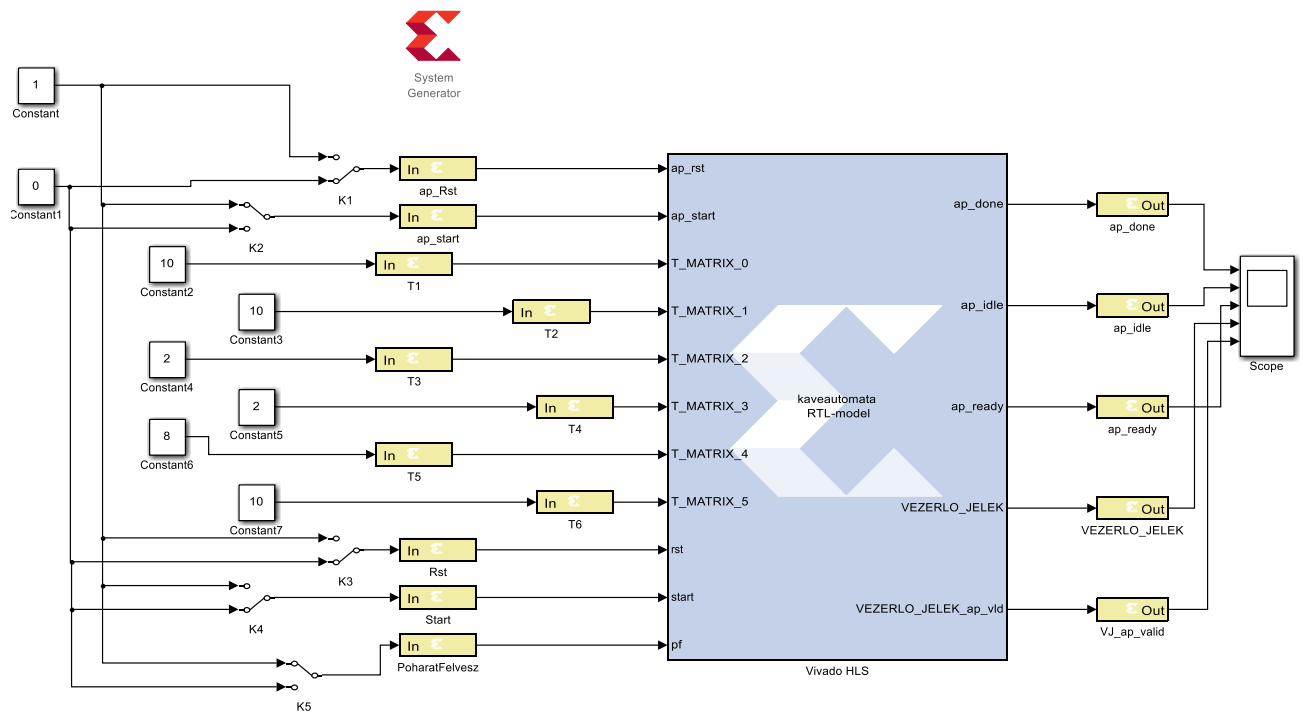 System
Generator
1
Constant
0
Constant1
K1
In
ap_Rst
K2
In
ap_start
10
Constant2
In
T1
10
Constant3
In
T2
2
Constant4
In
T3
2
Constant5
In
T4
8
Constant6
In
T5
10
Constant7
In
T6
K3
In
Rst
K4
In
Start
K5
In
PoharatFelvesz
ap_rst
ap_start
T_MATRIX_0
T_MATRIX_1
T_MATRIX_2
T_MATRIX_3
T_MATRIX_4
T_MATRIX_5
rst
start
pf
kaveautomata
RTL-model
ap_done
ap_idle
ap_ready
VEZERLO_JELEK
VEZERLO_JELEK_ap_vld
Vivado HLS
Out
ap_done
Out
ap_idle
Out
ap_ready
Out
VEZERLO_JELEK
Out
VJ_ap_valid
Scope